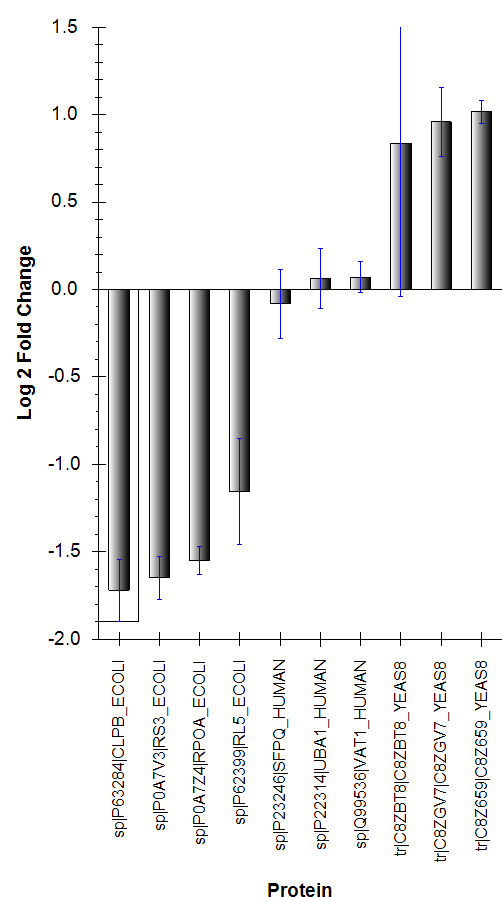 1.5
1.0
0.5
0.0
-0.5
-1.0
-1.5
-2.0
Log 2 Fold Change
sp|P63284|CLPB_ECOLI
sp|P0A7V3|RS3_ECOLI
sp|P0A7Z4|RPOA_ECOLI
sp|P62399|RL5_ECOLI
sp|P23246|SFPQ_HUMAN
sp|P22314|UBA1_HUMAN
sp|Q99536|VAT1_HUMAN
tr|C8ZBT8|C8ZBT8_YEAS8
tr|C8ZGV7|C8ZGV7_YEAS8
tr|C8Z659|C8Z659_YEAS8
Protein